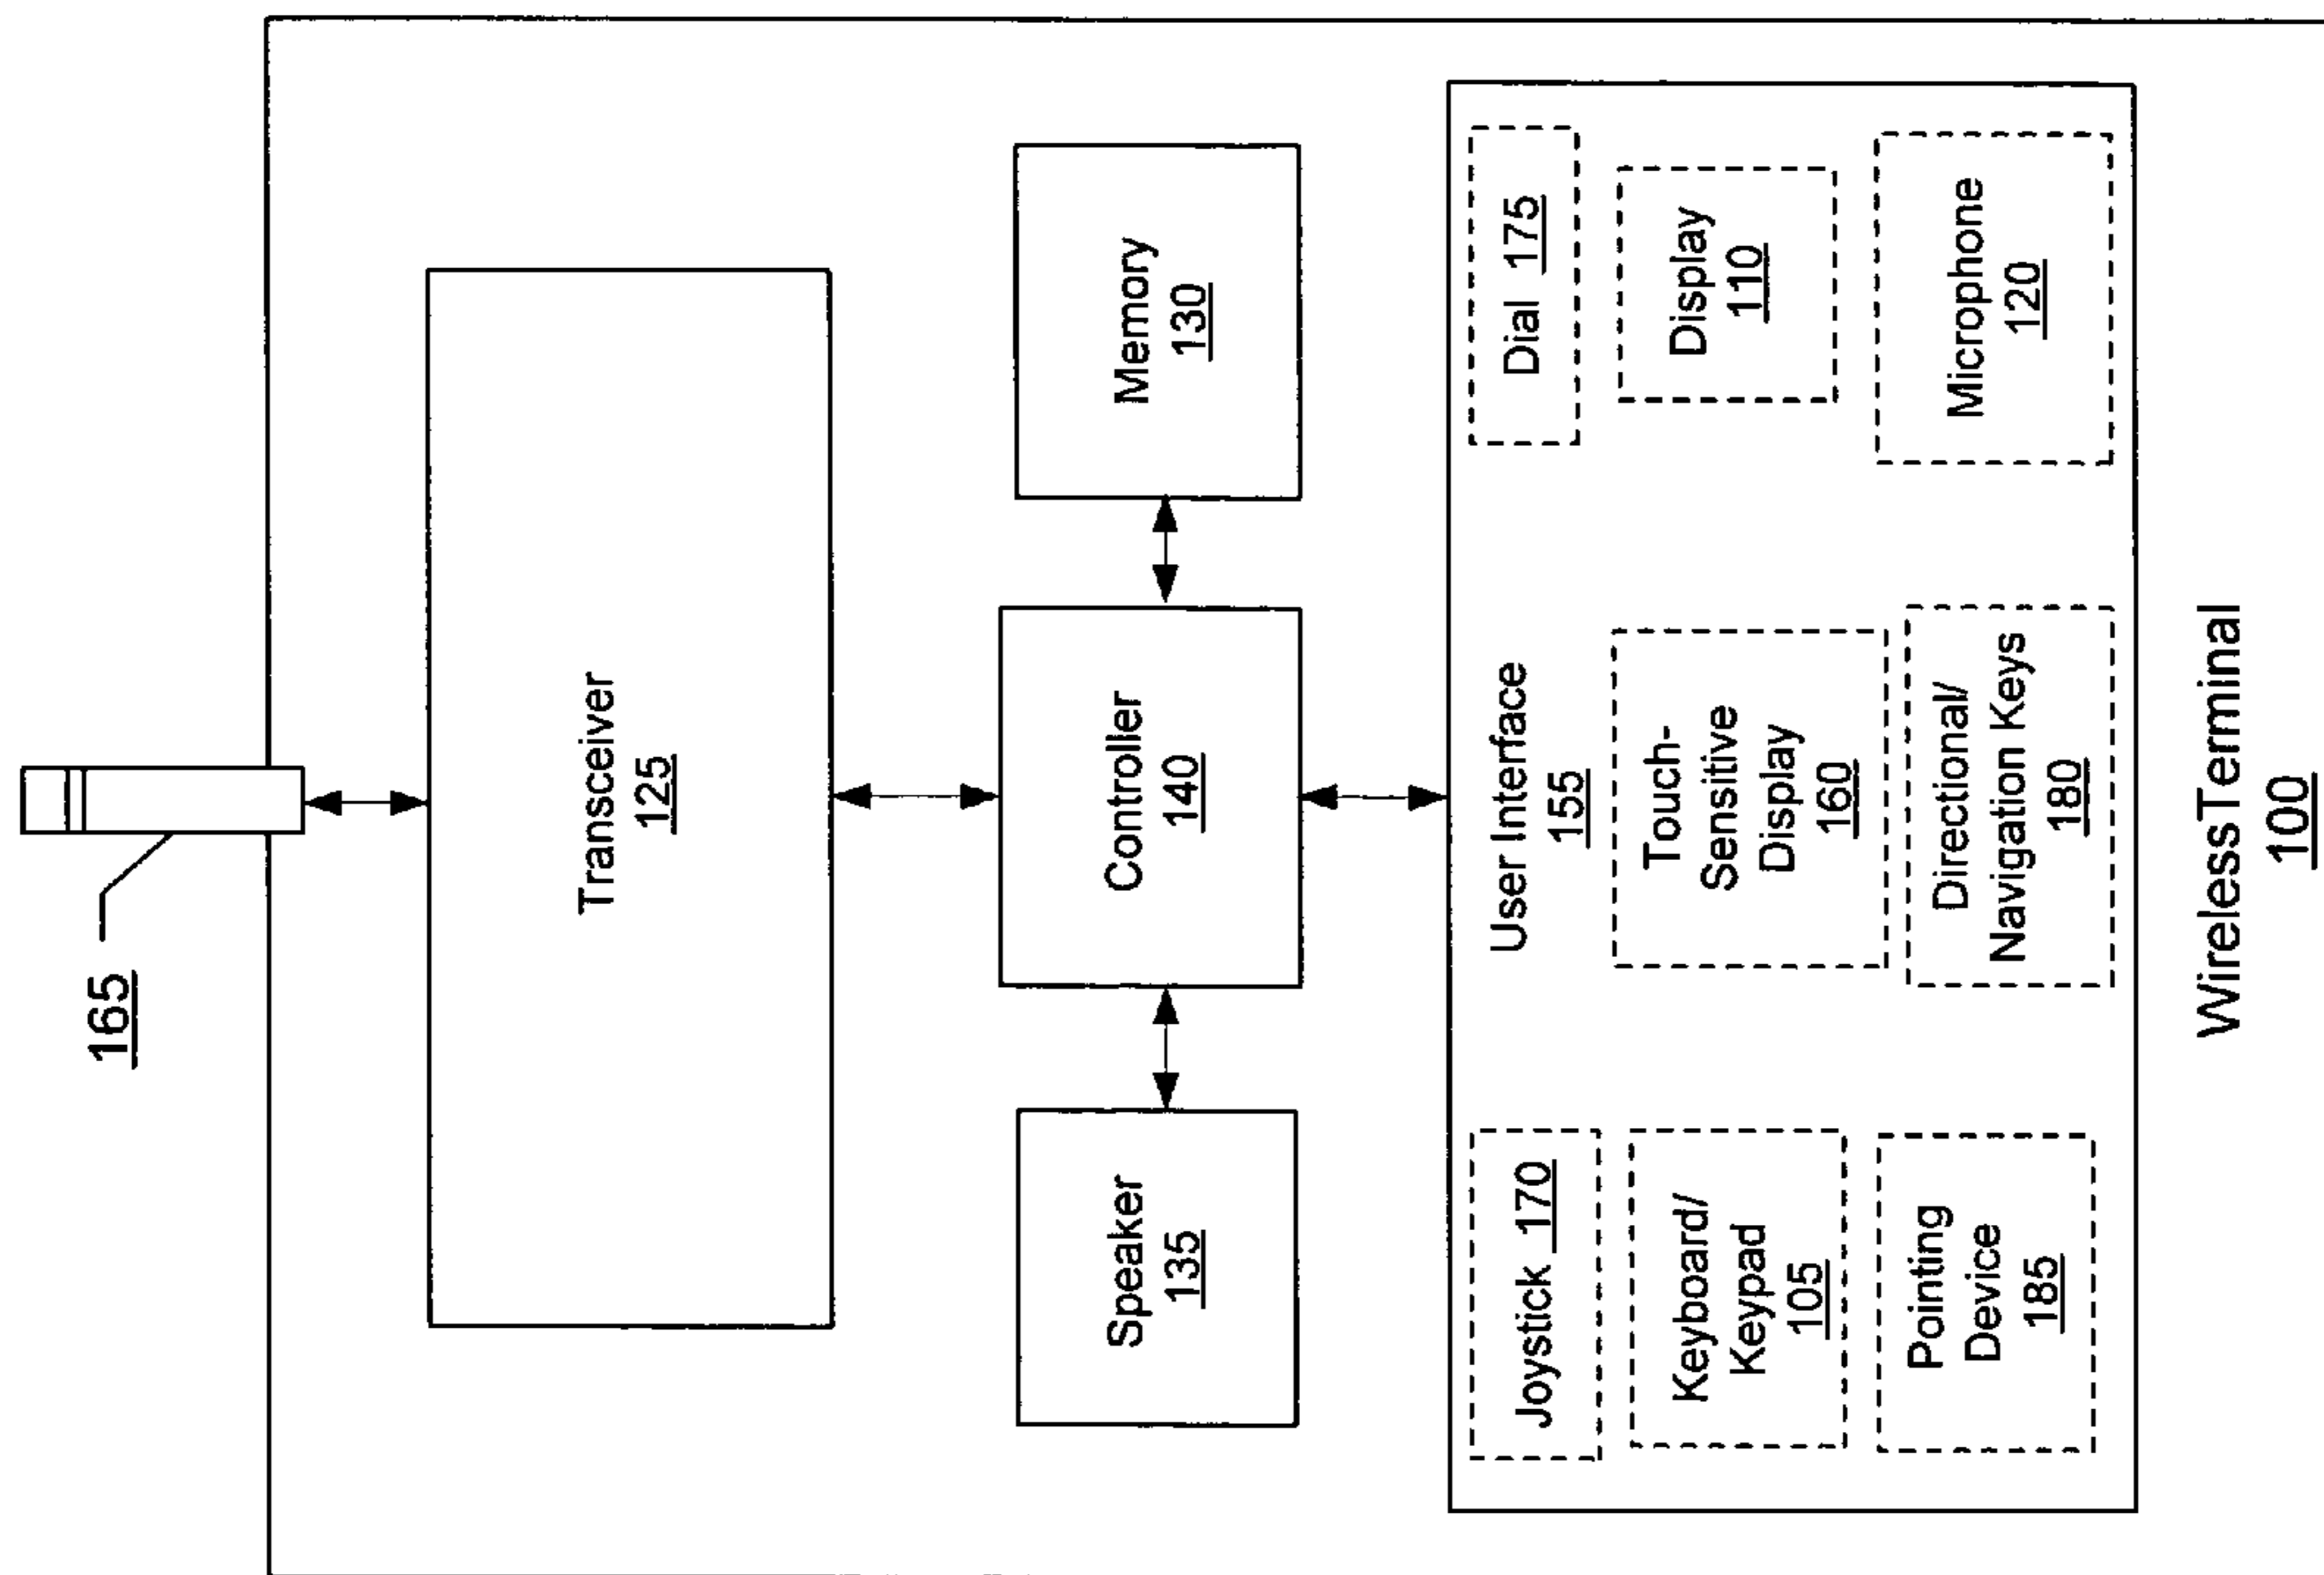 165
Transceiver
125
Speaker
135
Controller
140
Memory
130
User Interface
155
Joystick 170
Keyboard/
Keypad
105
Pointing
Device
185
Touch-
Sensitive
Display
160
Directional/
Navigation Keys
180
Dial 175
Display
110
Microphone
120
WirelessTerminal
100